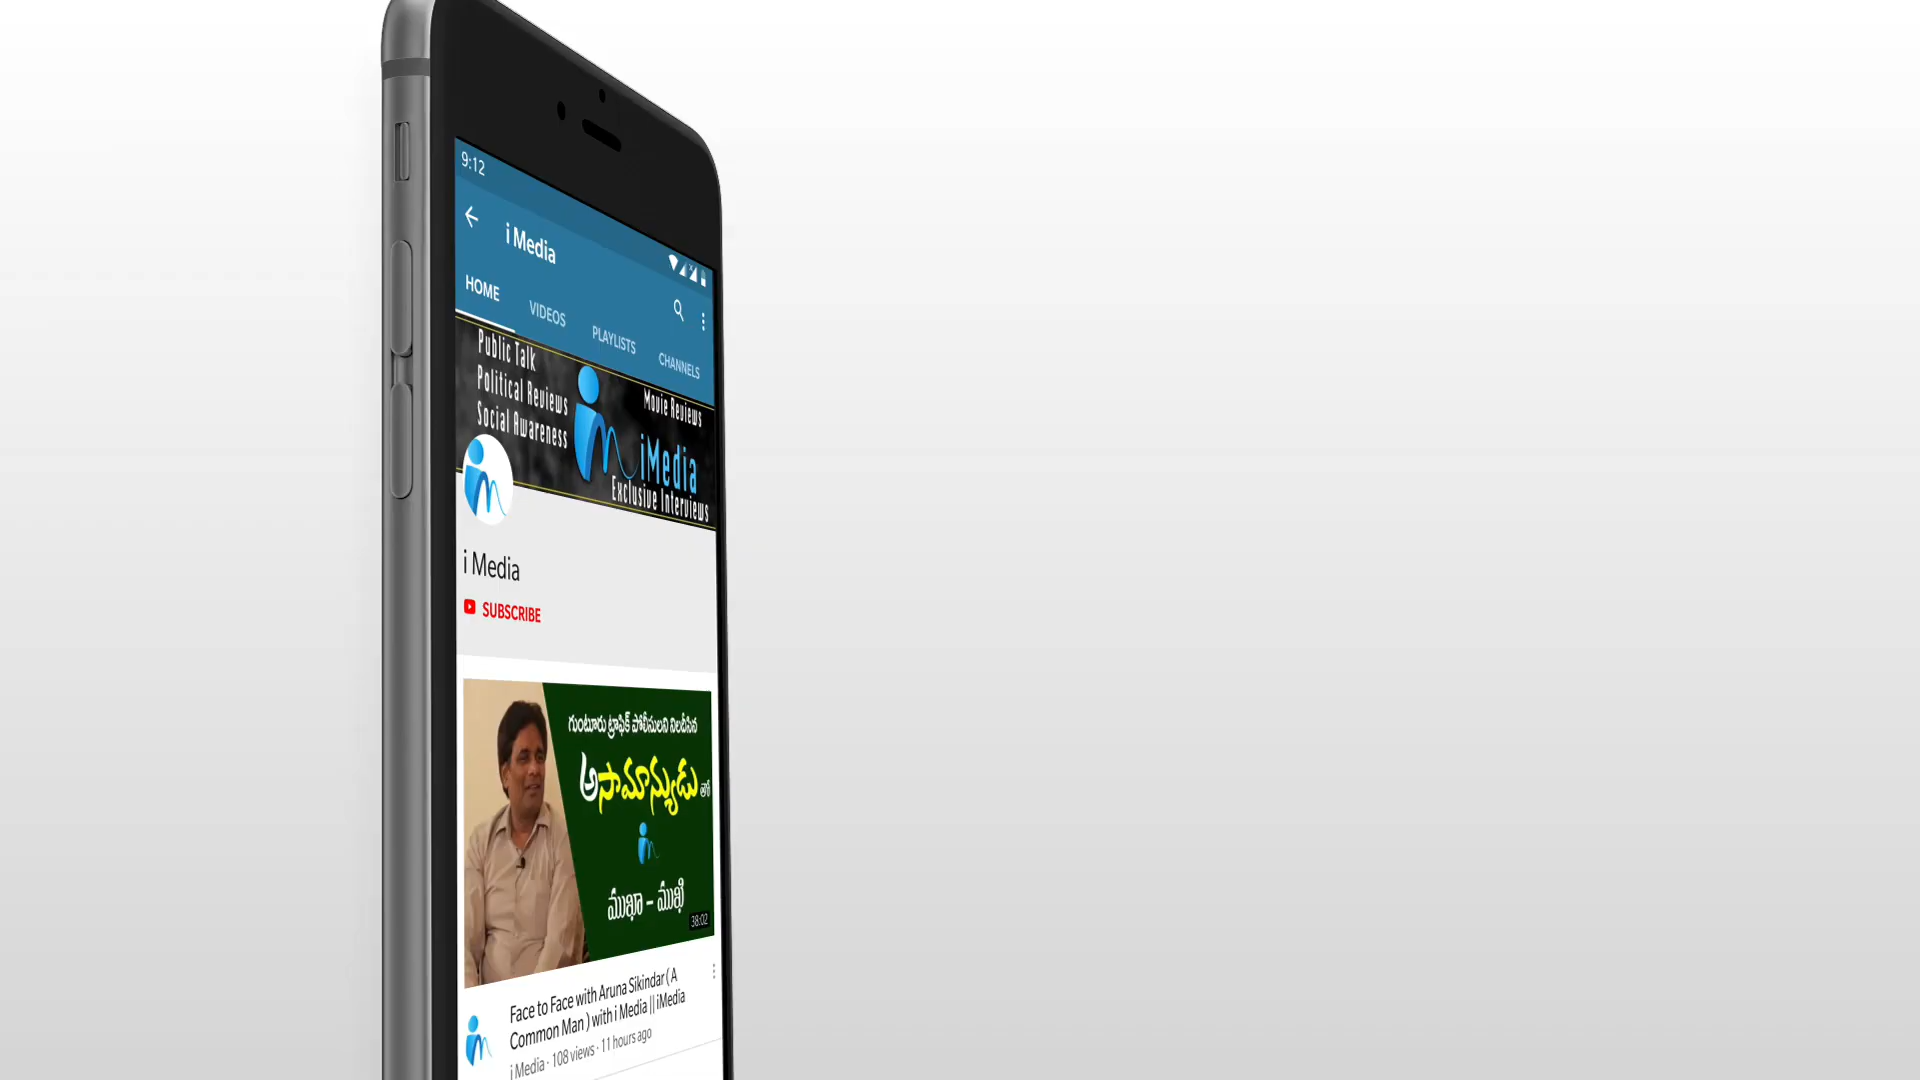 9:12
i Media
HOME
VIDEOS
PLAYLISTS
CHANNELS
Public Talk
Political Reviews
Social Awareness
Movie Reviews
iMedia
Exclusive Interviews
i Media
SUBSCRIBE
గుంటూరు ట్రాఫిక్ పోలీసులని నిలదీసిన
అసామాన్యుడు తో
ముఖా - ముఖి
38:02
Face to Face with Aruna Sikindar ( A
Common Man ) with i Media || iMedia
i Media · 108 views · 11 hours ago